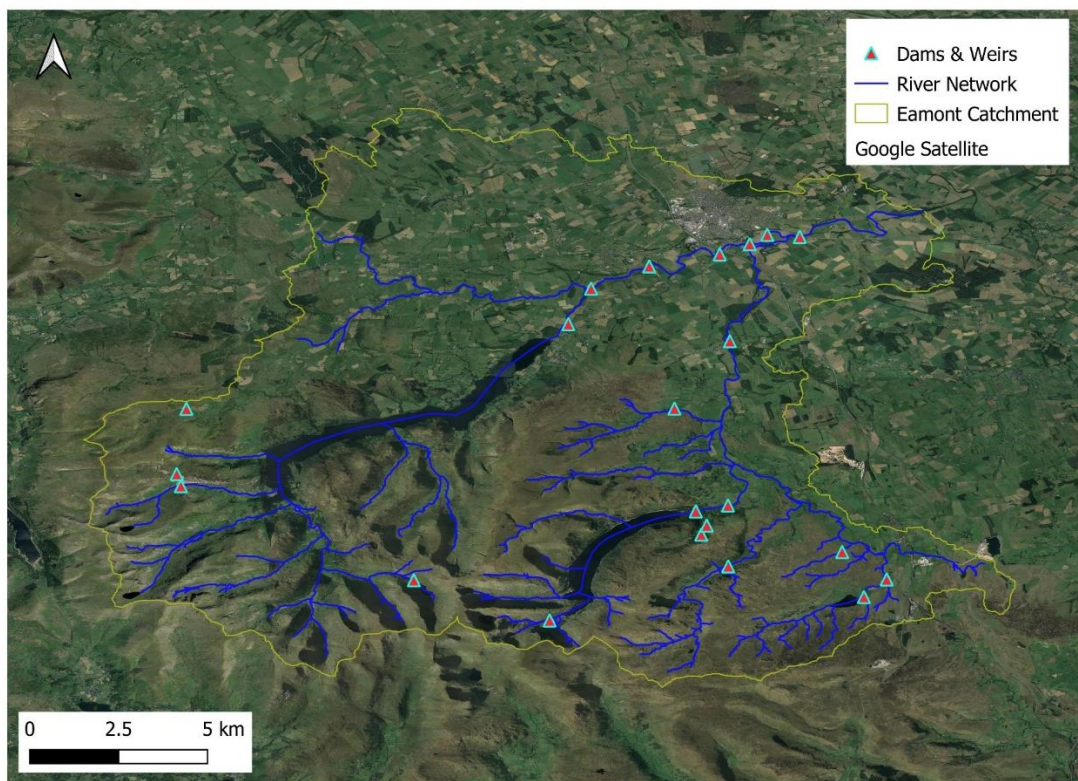 Dams & Weirs
River Network
Eamont Catchment
Google Satellite
0 2.5 5 km